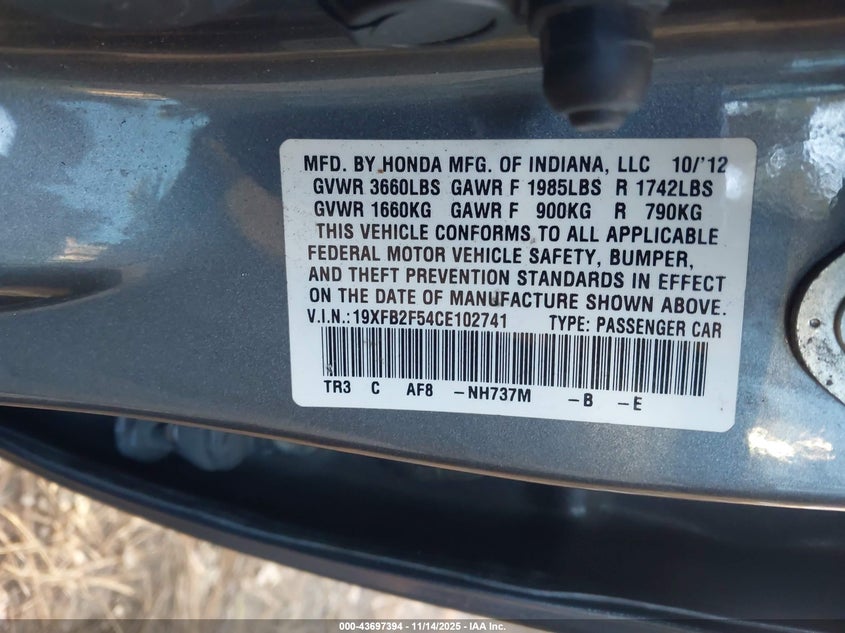 MFD. BY HONDA MFG. OF INDIANA, LLC 10/'12
GVWR 3660LBS GAWR F 1985LBS R 1742LBS
GVWR 1660KG GAWR F 900KG R 790KG
THIS VEHICLE CONFORMS TO ALL APPLICABLE
FEDERAL MOTOR VEHICLE SAFETY, BUMPER,
AND THEFT PREVENTION STANDARDS IN EFFECT
ON THE DATE OF MANUFACTURE SHOWN ABOVE.
V.I.N.:19XFB2F54CE102741 TYPE: PASSENGER CAR
TR3 C AF8 -NH737M -B -E
000-43697394 - 11/14/2025 - IAA Inc.